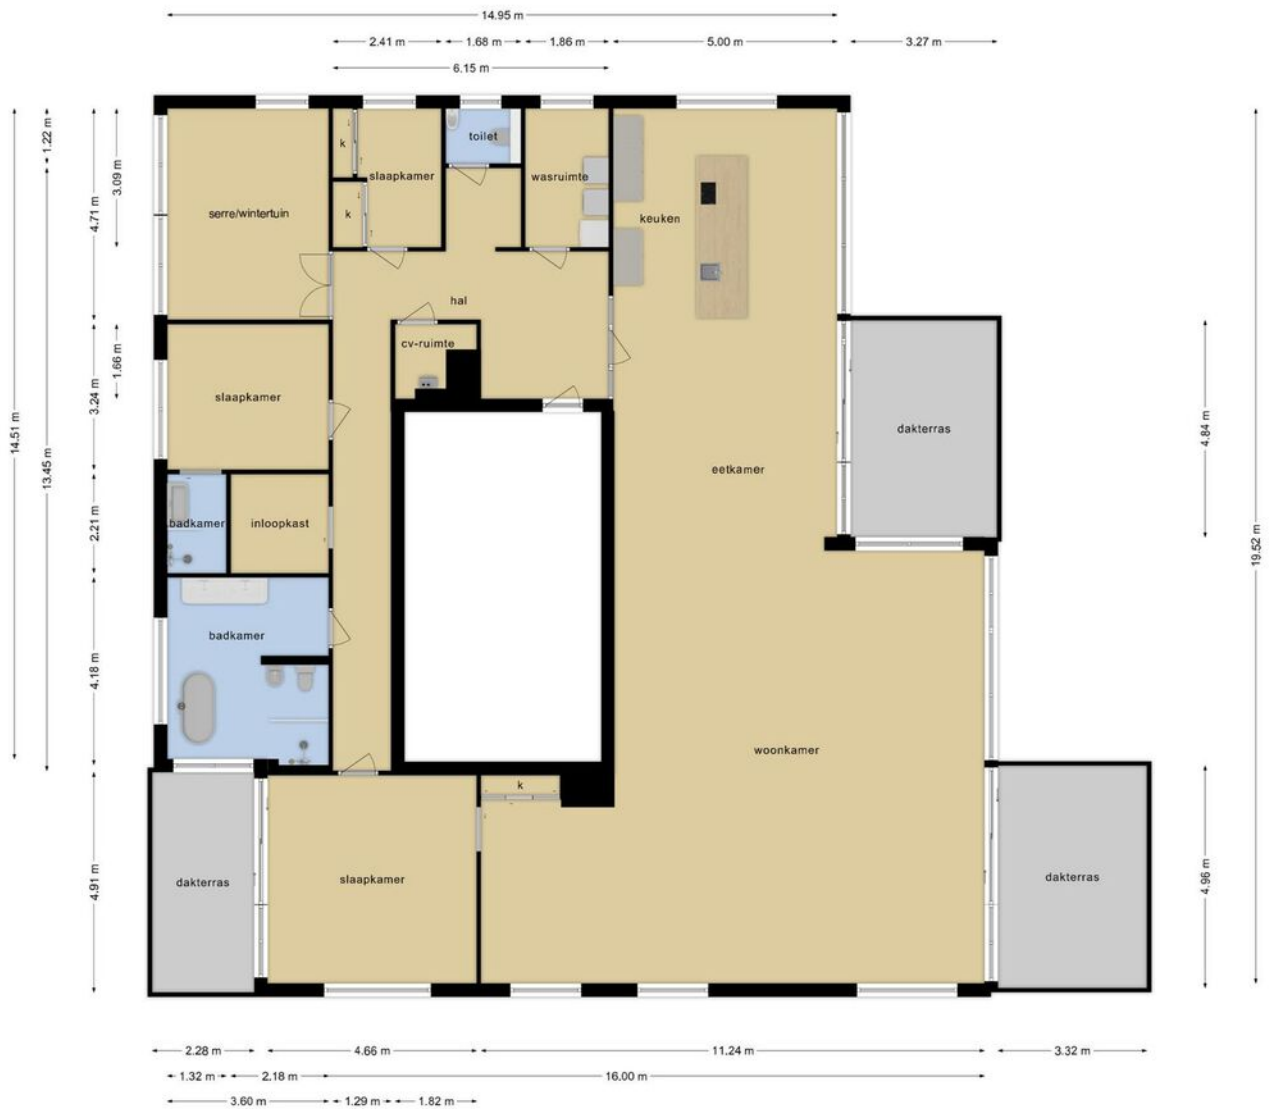 14.95 m
2.41 m 1.68 m 1.86 m 5.00 m 3.27 m
6.15 m
1.22 m
3.09 m
4.71 m
14.51 m
13.45 m
1.66 m
3.24 m
2.21 m
4.18 m
4.91 m
k
toilet
slaapkamer
wasruimte
k
serre/wintertuin
keuken
hal
cv-ruimte
slaapkamer
dakterras
eetkamer
badkamer
inloopkast
badkamer
woonkamer
k
dakterras
slaapkamer
dakterras
4.84 m
19.52 m
4.96 m
2.28 m 4.66 m 11.24 m 3.32 m
1.32 m 2.18 m 16.00 m
3.60 m 1.29 m 1.82 m